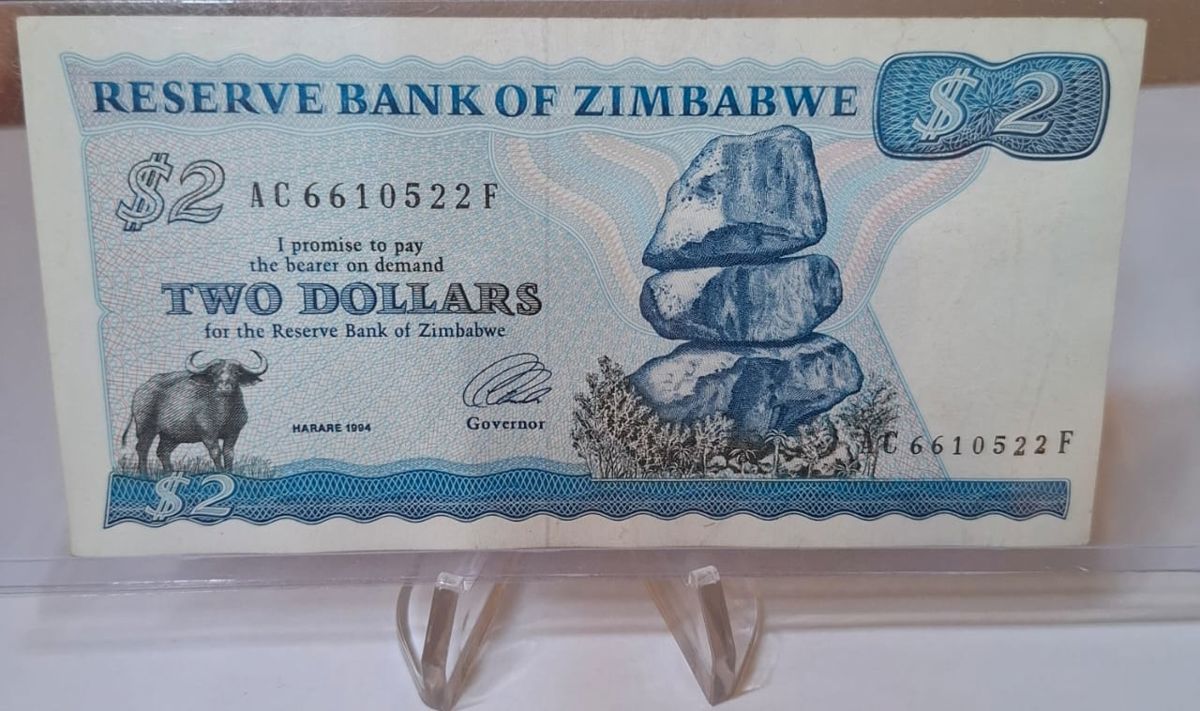 RESERVE BANK OF ZIMBABWE
$2
$2
AC6610522F
I promise to pay
the bearer on demand
TWO DOLLARS
for the Reserve Bank of Zimbabwe
HARARE 1994
Governor
AC6610522F
$2